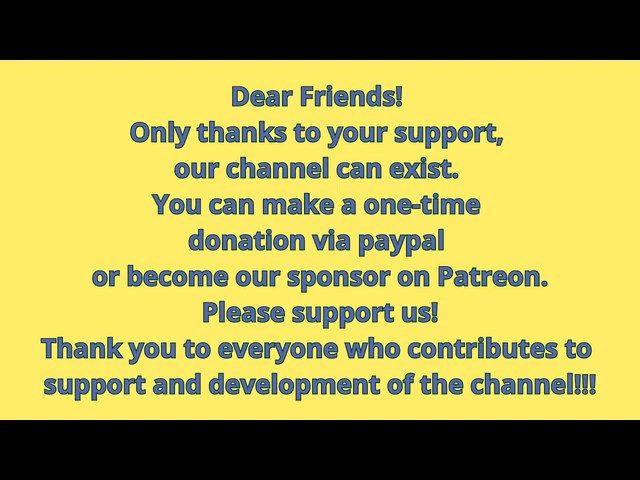 Dear Friends!
Only thanks to your support,
our channel can exist.
You can make a one-time
donation via paypal
or become our sponsor on Patreon.
Please support us!
Thank you to everyone who contributes to
support and development of the channel!!!